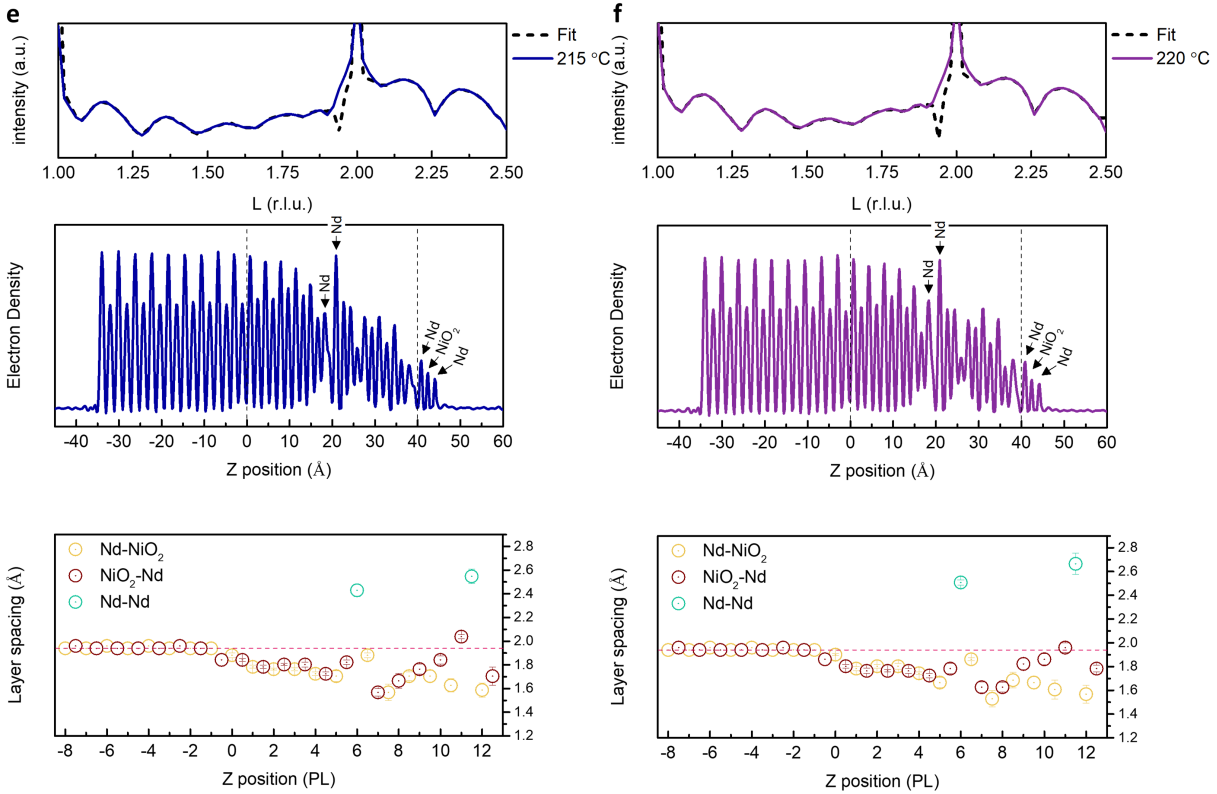 e
intensity (a.u.)
Fit
215 °C
1.00 1.25 1.50 1.75 2.00 2.25 2.50
L (r.l.u.)
Electron Density
Nd
Nd
Nd
NiO₂
Nd
-40 -30 -20 -10 0 10 20 30 40 50 60
Z position (Å)
Layer spacing (Å)
Nd-NiO₂
NiO₂-Nd
Nd-Nd
2.8
2.6
2.4
2.2
2.0
1.8
1.6
1.4
1.2
-8 -6 -4 -2 0 2 4 6 8 10 12
Z position (PL)
f
intensity (a.u.)
Fit
220 °C
1.00 1.25 1.50 1.75 2.00 2.25 2.50
L (r.l.u.)
Electron Density
Nd
Nd
Nd
NiO₂
Nd
-40 -30 -20 -10 0 10 20 30 40 50 60
Z position (Å)
Layer spacing (Å)
Nd-NiO₂
NiO₂-Nd
Nd-Nd
2.8
2.6
2.4
2.2
2.0
1.8
1.6
1.4
1.2
-8 -6 -4 -2 0 2 4 6 8 10 12
Z position (PL)